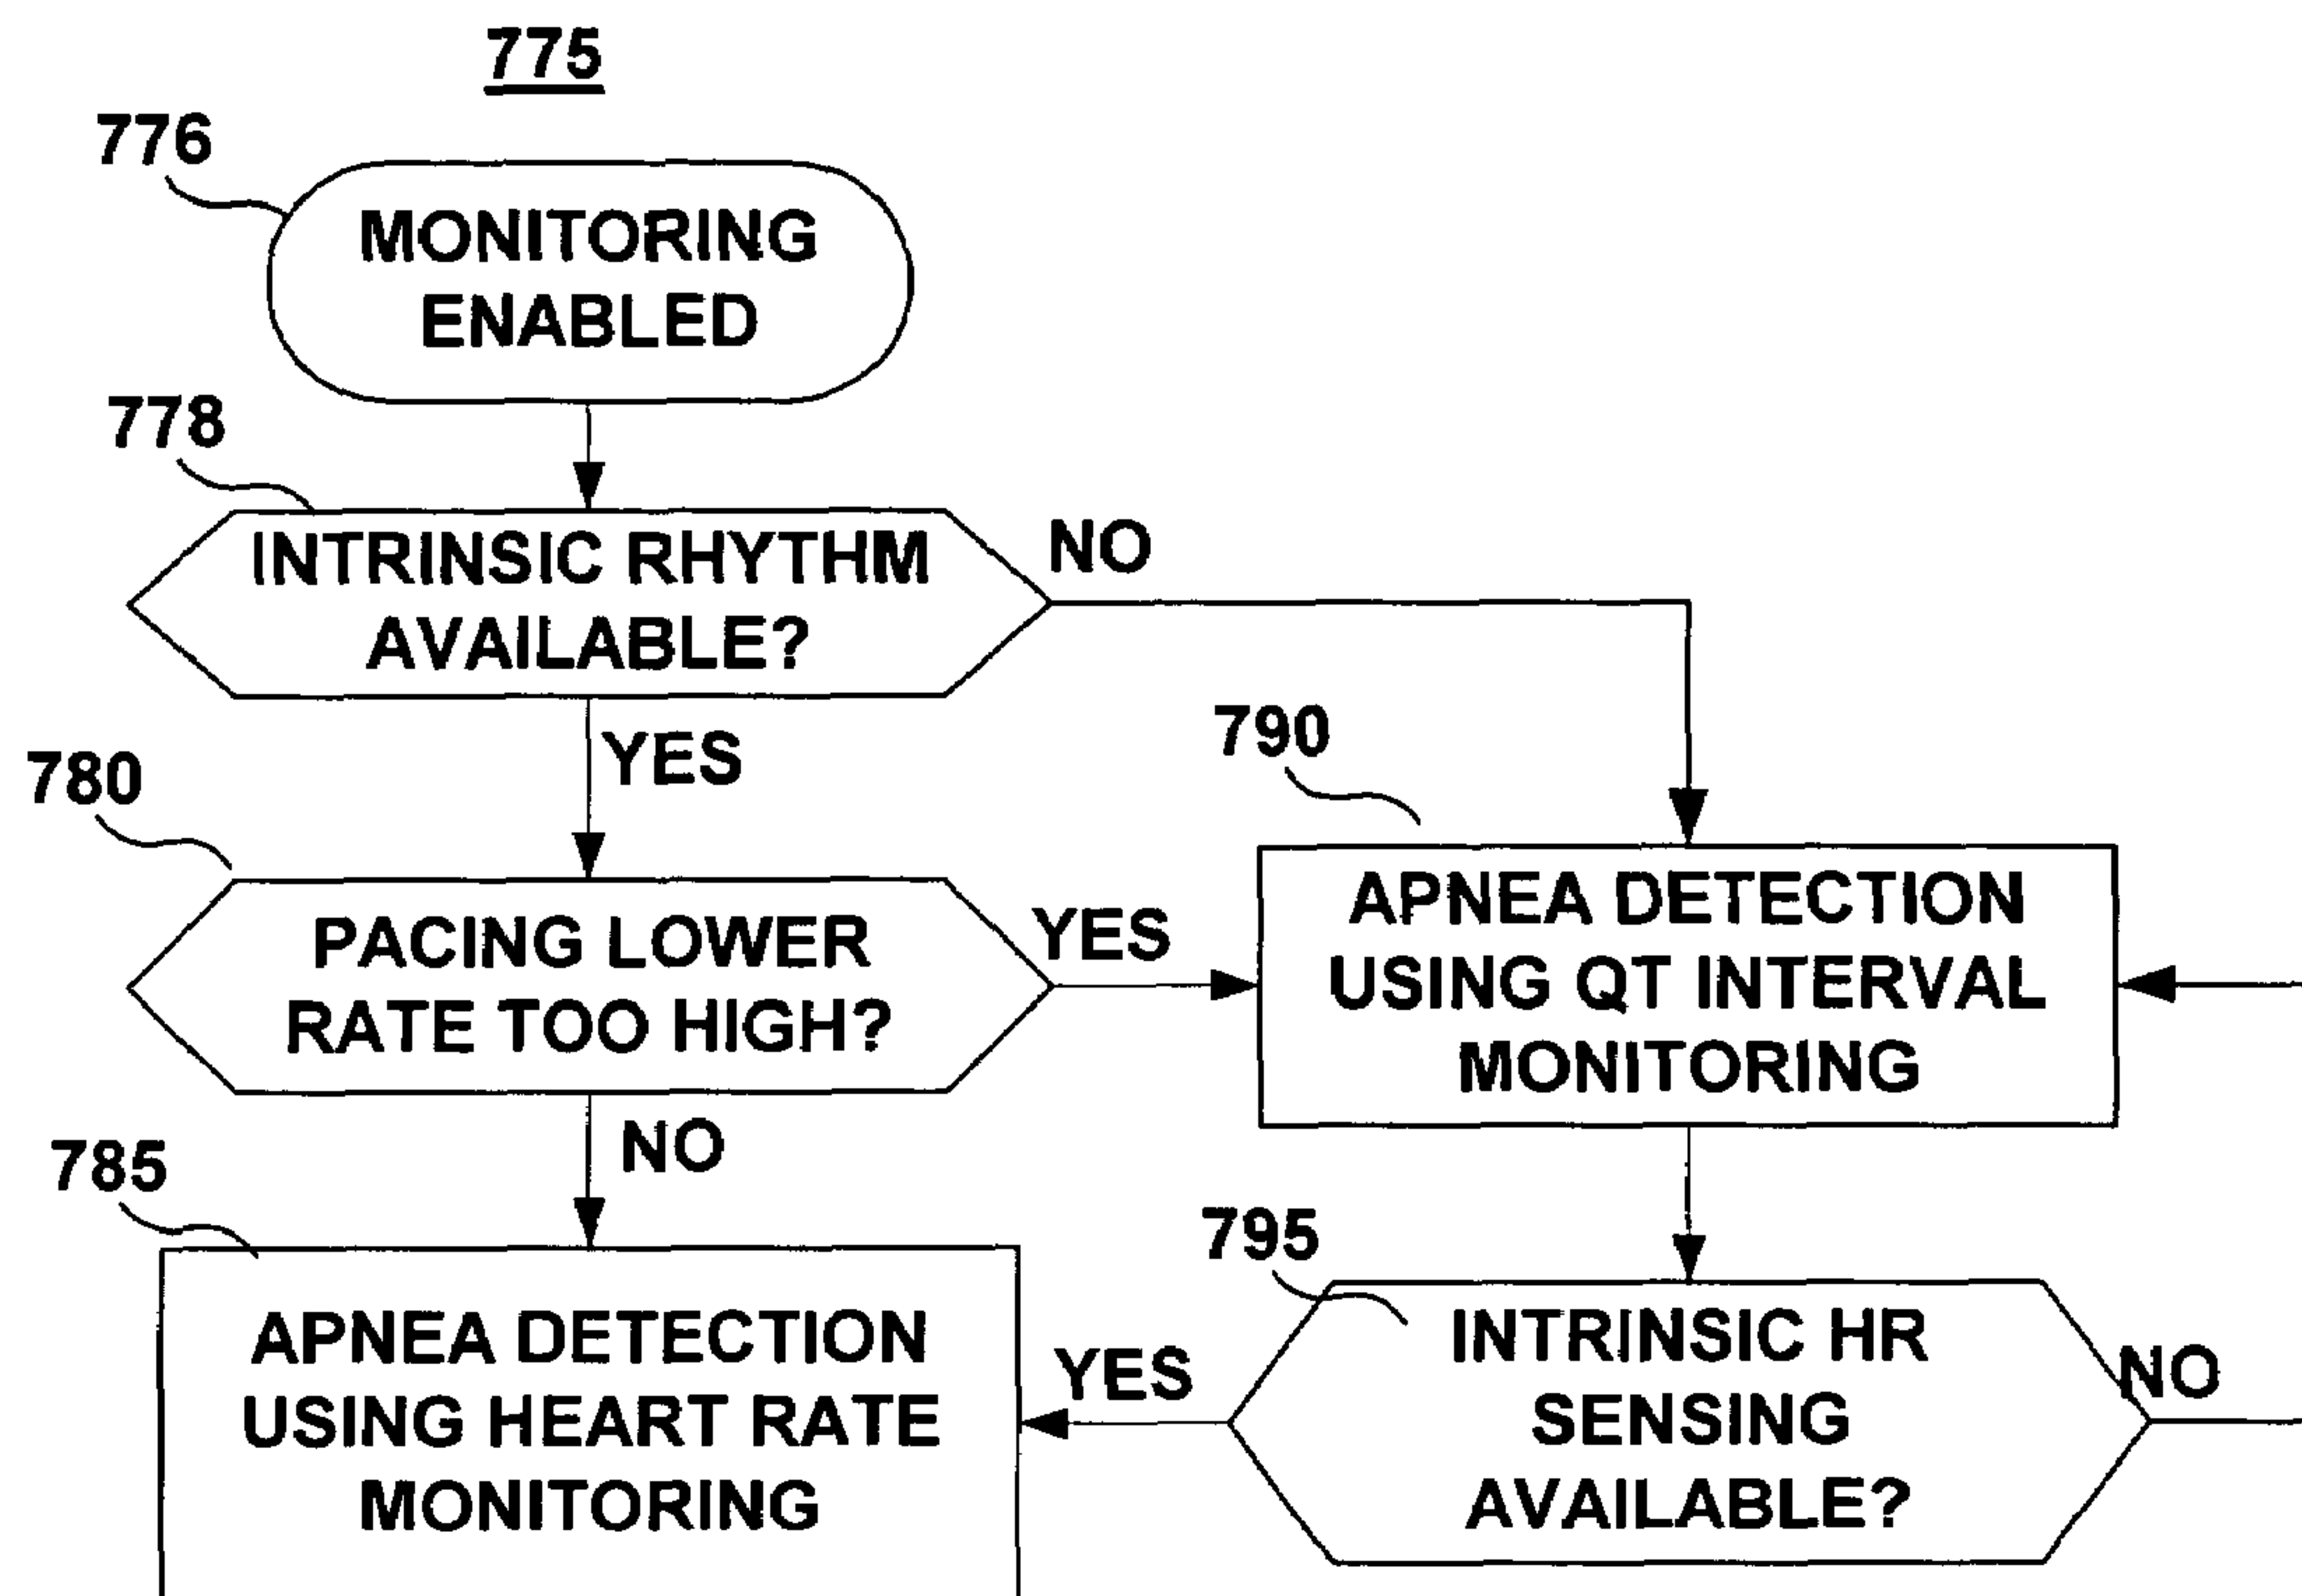 775
776
MONITORING
ENABLED
778
INTRINSIC RHYTHM
AVAILABLE?
NO
YES
780
PACING LOWER
RATE TOO HIGH?
YES
NO
790
APNEA DETECTION
USING QT INTERVAL
MONITORING
785
APNEA DETECTION
USING HEART RATE
MONITORING
795
INTRINSIC HR
SENSING
AVAILABLE?
YES
NO